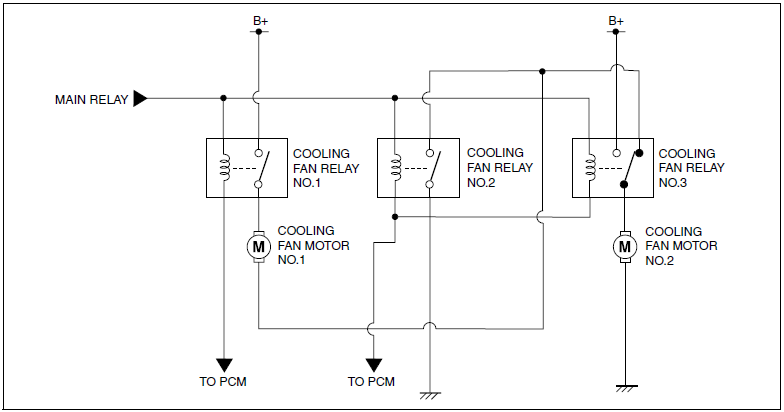 B+
B+
MAIN RELAY
COOLING
FAN RELAY
NO.1
COOLING
FAN RELAY
NO.2
COOLING
FAN RELAY
NO.3
M
COOLING
FAN MOTOR
NO.1
M
COOLING
FAN MOTOR
NO.2
TO PCM
TO PCM